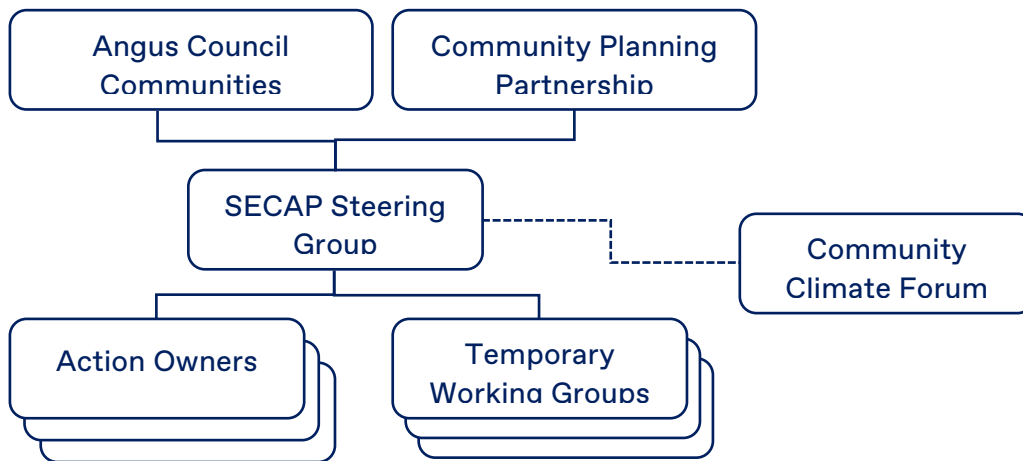 Angus Council
Communities
Community Planning
Partnership
SECAP Steering
Group
Community
Climate Forum
Action Owners
Temporary
Working Groups